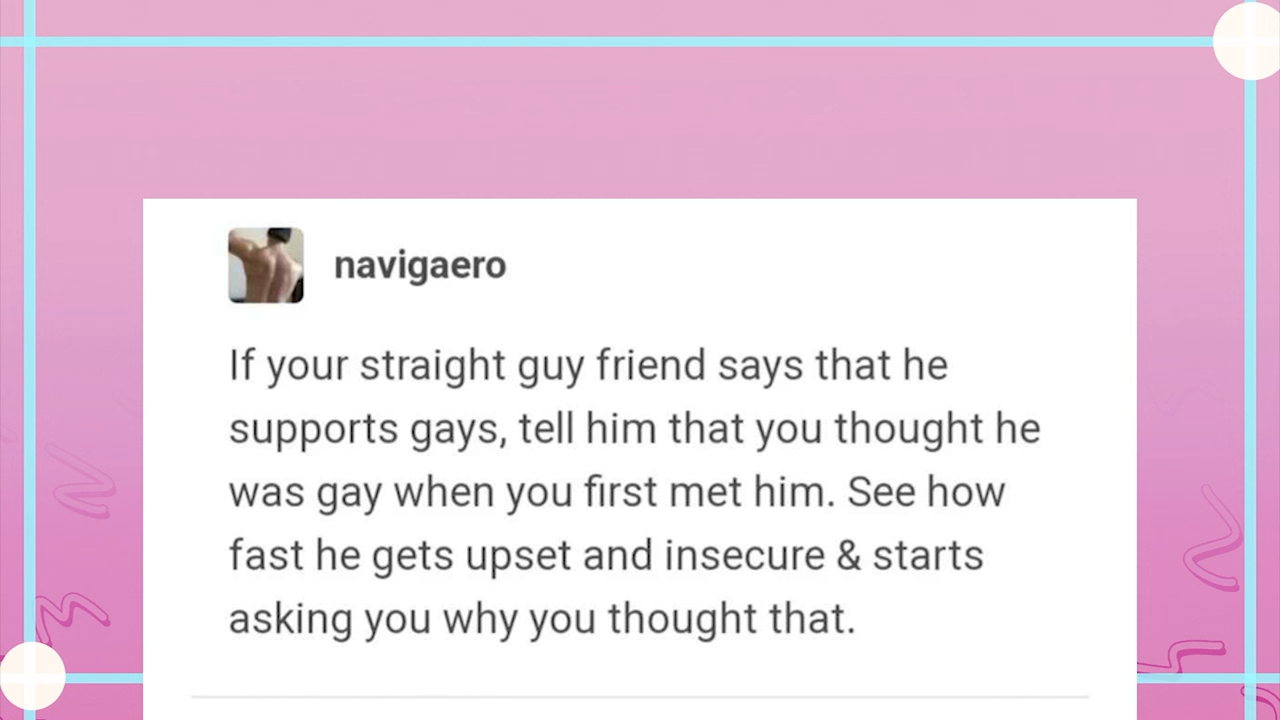 navigaero
If your straight guy friend says that he
supports gays, tell him that you thought he
was gay when you first met him. See how
fast he gets upset and insecure & starts
asking you why you thought that.